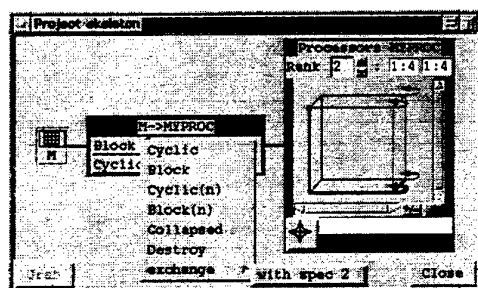 Project skeleton
Processors MYPROC
Rank 2 : 1:4 1:4
M->MYPROC
M
Block
Cyclic
Cyclic
Block
Cyclic(n)
Block(n)
Collapsed
Destroy
exchange
with spec 2
Close